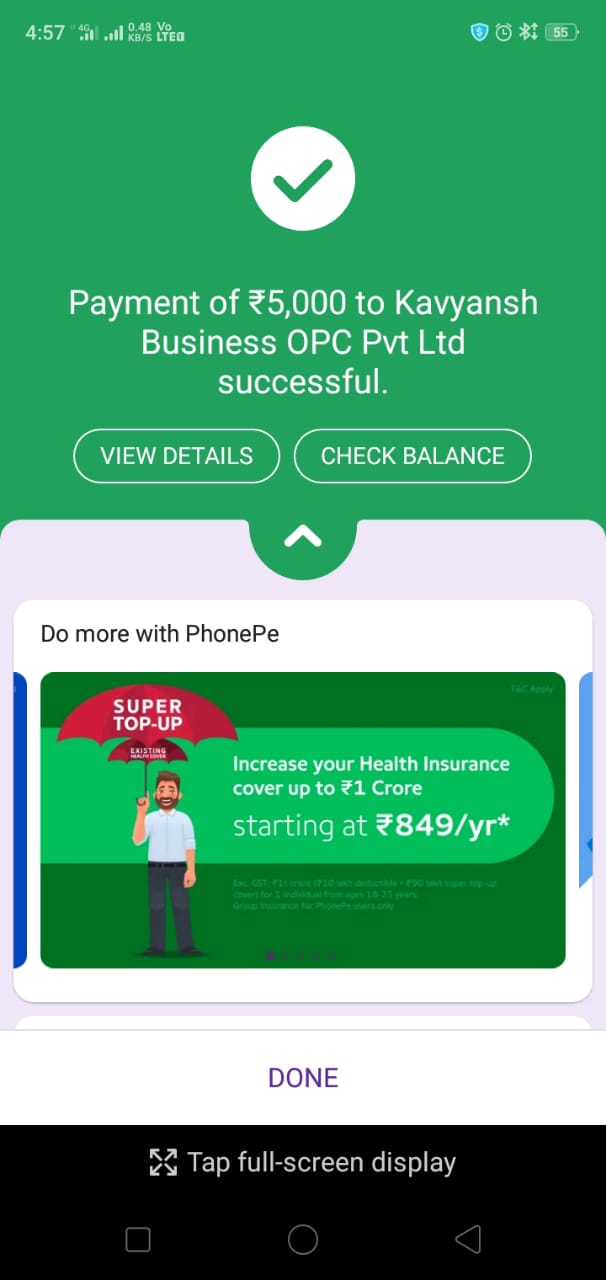 4:57 4G 0.48 KB/S Vo LTE 55
Payment of ₹5,000 to Kavyansh
Business OPC Pvt Ltd
successful.
VIEW DETAILS CHECK BALANCE
Do more with PhonePe
T&C Apply
SUPER
TOP-UP
EXISTING
HEALTH COVER
Increase your Health Insurance
cover up to ₹1 Crore
starting at ₹849/yr*
Exc. GST, ₹1 crore (₹10 lakh deductible + ₹90 lakh super top-up
cover) for 1 individual from ages 18-25 years.
Group Insurance for PhonePe users only
DONE
Tap full-screen display